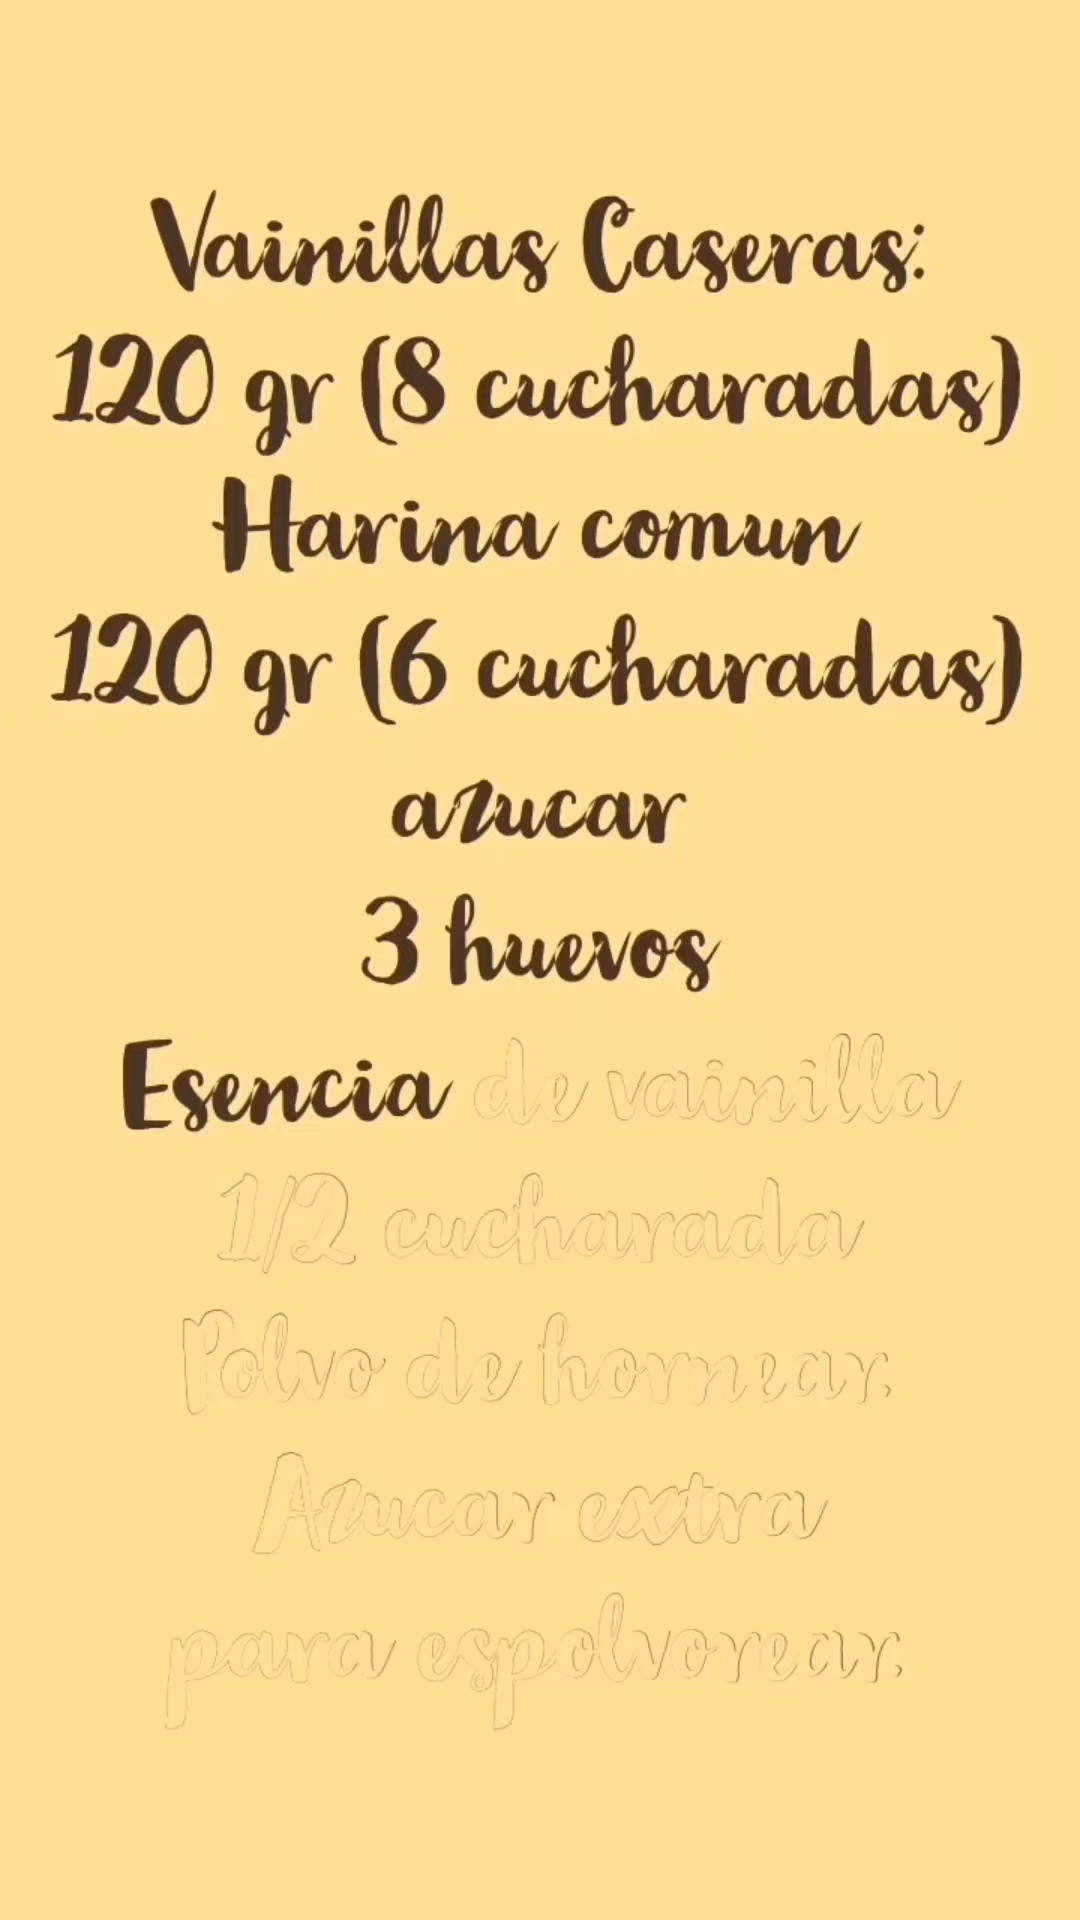 Vainillas Caseras:
120 gr (8 cucharadas)
Harina comun
120 gr (6 cucharadas)
azucar
3 huevos
Esencia de vainilla
1/2 cucharada
Polvo de hornear.
Azucar extra
para espolvorear.